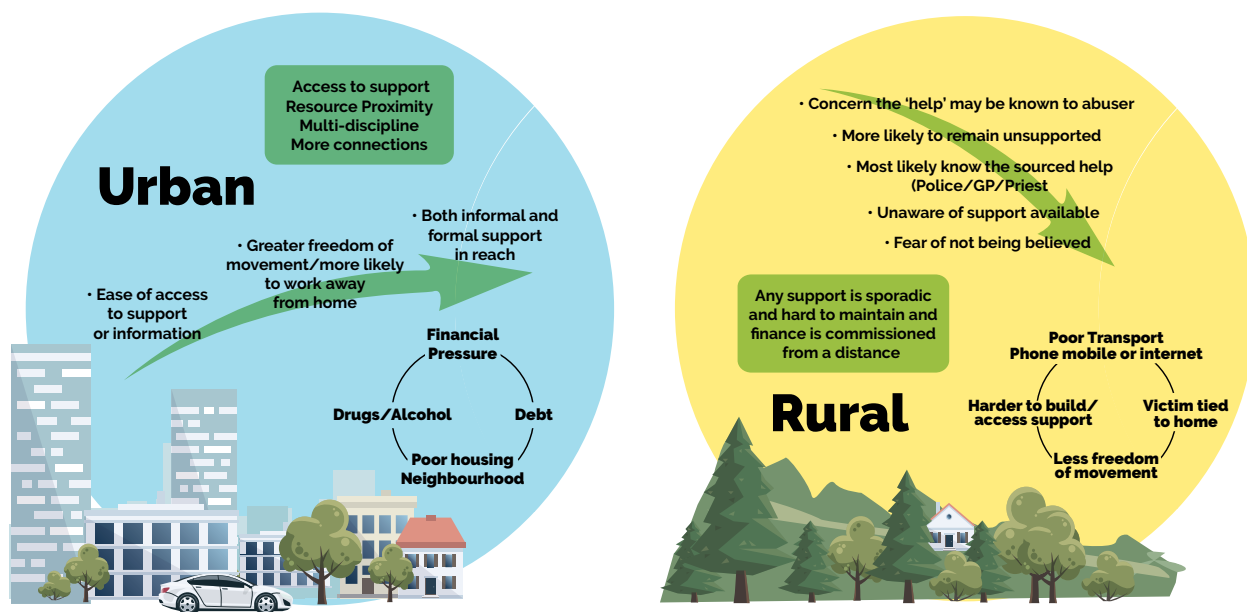 Access to support
Resource Proximity
Multi-discipline
More connections
Urban
• Both informal and
formal support
in reach
• Greater freedom of
movement/more likely
to work away
from home
• Ease of access
to support
or information
Financial
Pressure
Drugs/Alcohol
Debt
Poor housing
Neighbourhood
• Concern the ‘help’ may be known to abuser
• More likely to remain unsupported
• Most likely know the sourced help
(Police/GP/Priest
• Unaware of support available
• Fear of not being believed
Any support is sporadic
and hard to maintain and
finance is commissioned
from a distance
Rural
Poor Transport
Phone mobile or internet
Harder to build/
access support
Victim tied
to home
Less freedom
of movement